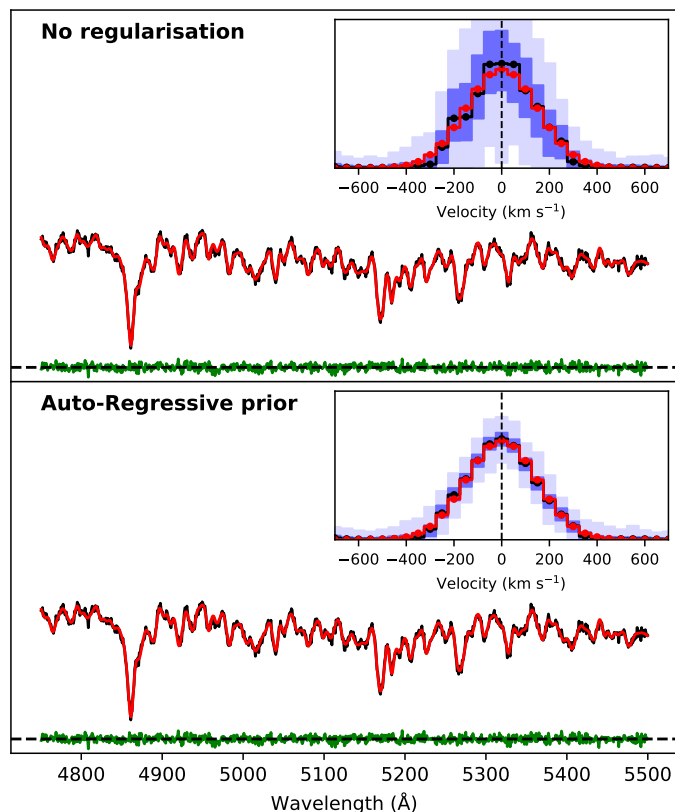 No regularisation
−600 −400 −200 0 200 400 600
Velocity (km s⁻¹)
Auto-Regressive prior
−600 −400 −200 0 200 400 600
Velocity (km s⁻¹)
4800 4900 5000 5100 5200 5300 5400 5500
Wavelength (Å)